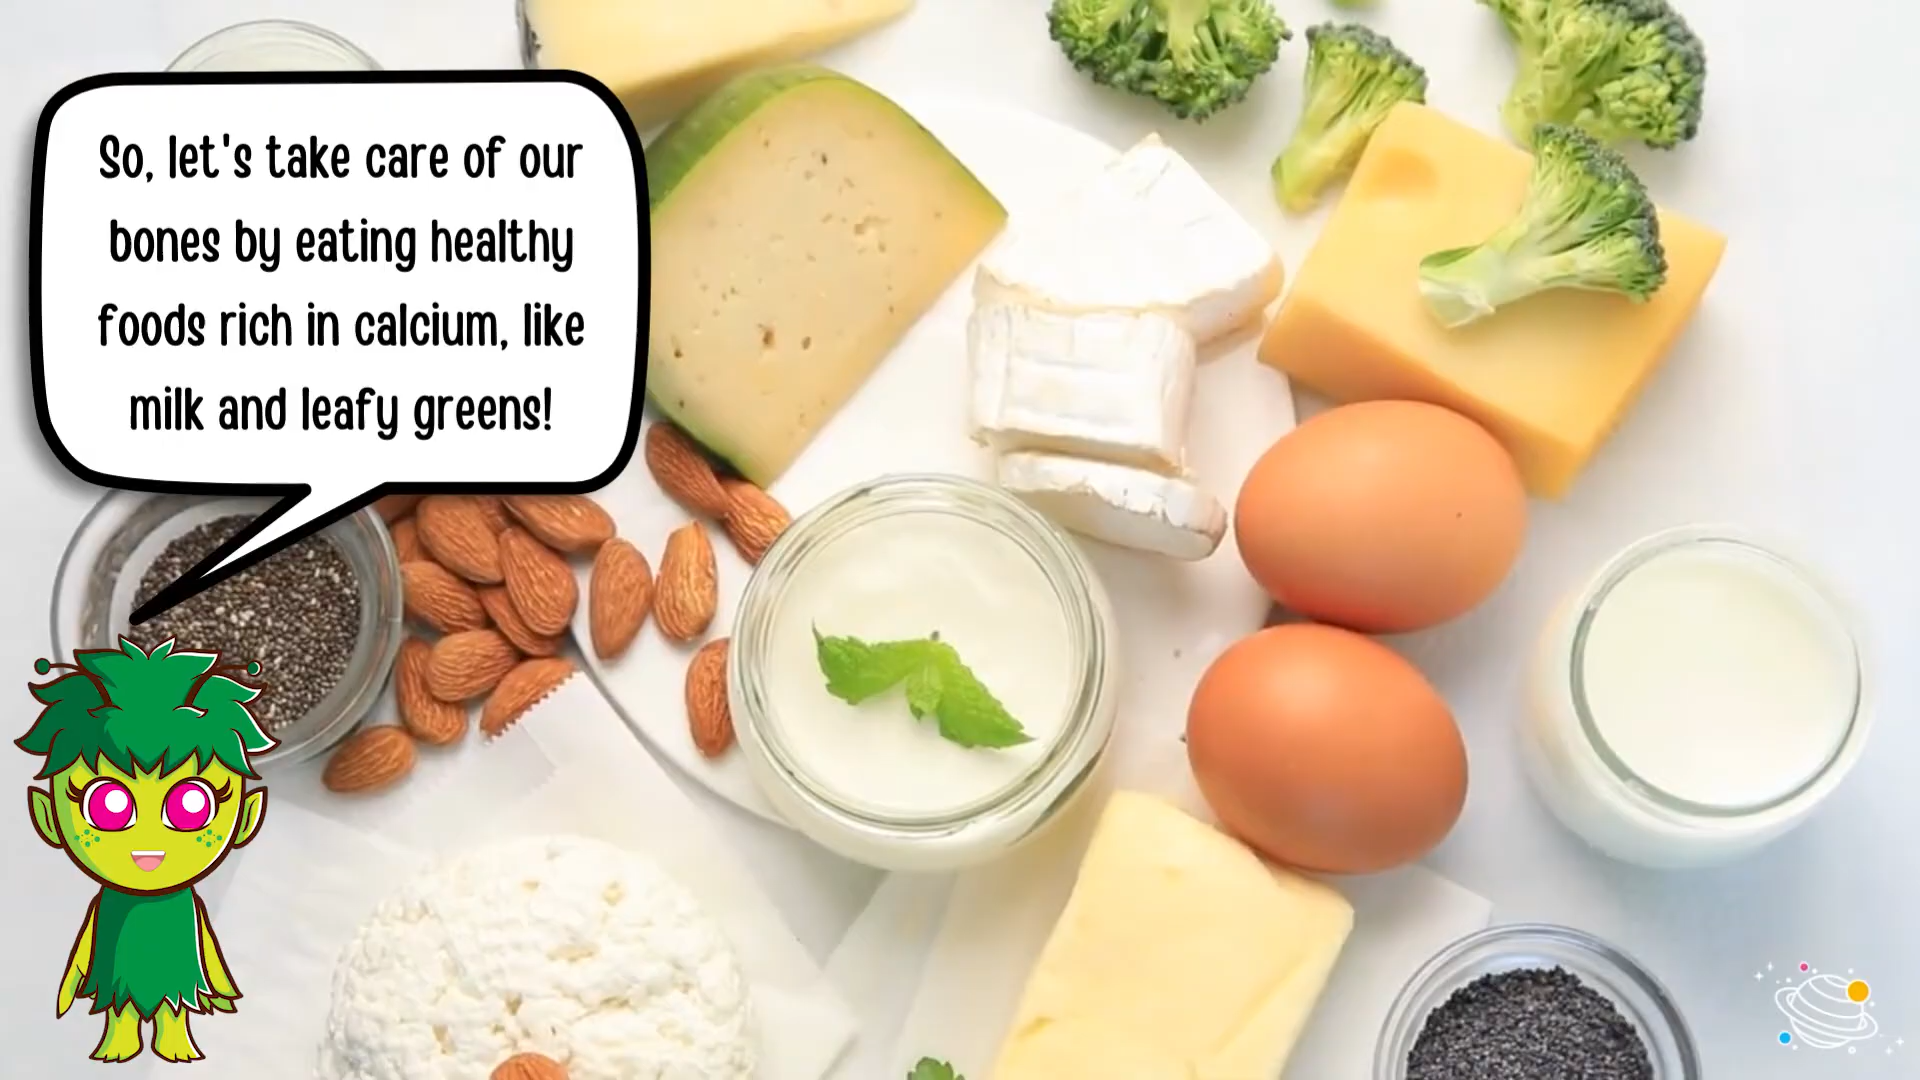 So, let's take care of our
bones by eating healthy
foods rich in calcium, like
milk and leafy greens!